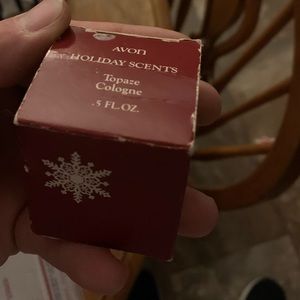 AVON
HOLIDAY SCENTS
Topaze
Cologne
.5 FL.OZ.